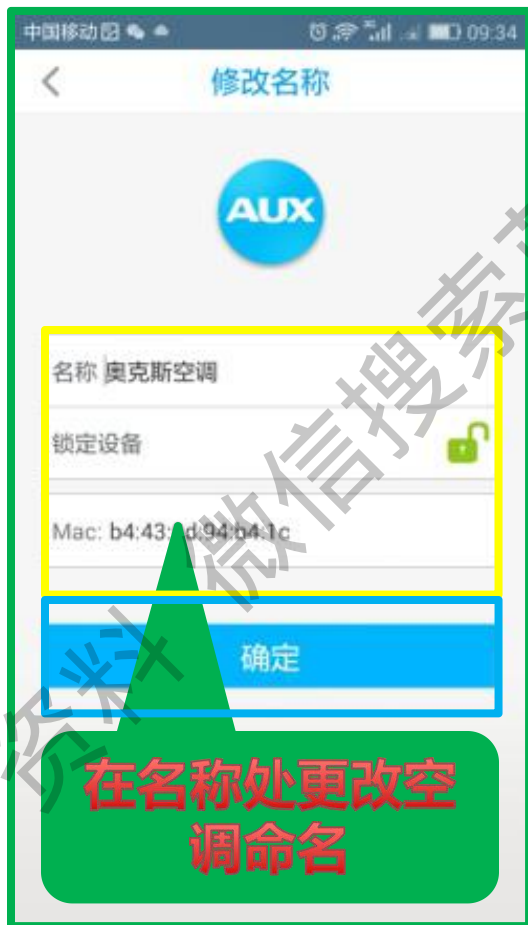 中国移动 09:34
修改名称
AUX
名称 奥克斯空调
锁定设备
Mac: b4:43: d:94:b4:1c
确定
在名称处更改空
调命名
资料 微信搜索